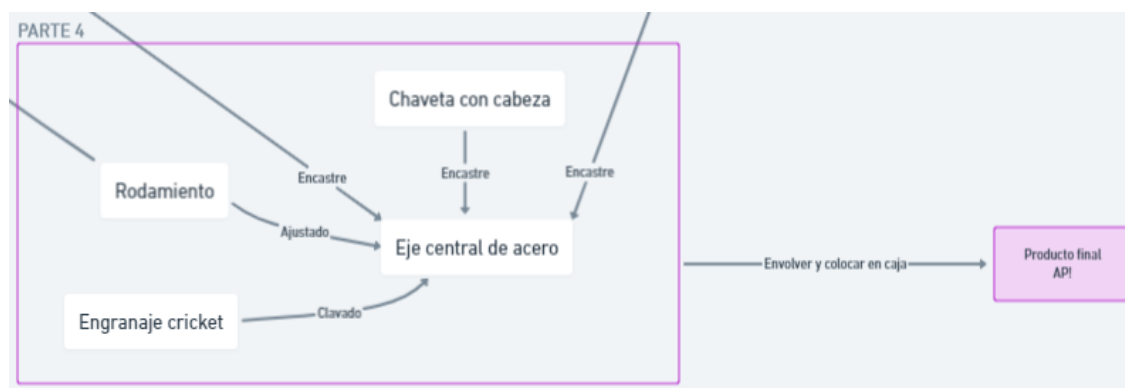 PARTE 4
Chaveta con cabeza
Encastre
Encastre
Encastre
Rodamiento
Ajustado
Eje central de acero
Engranaje cricket
Clavado
Envolver y colocar en caja
Producto final
AP!